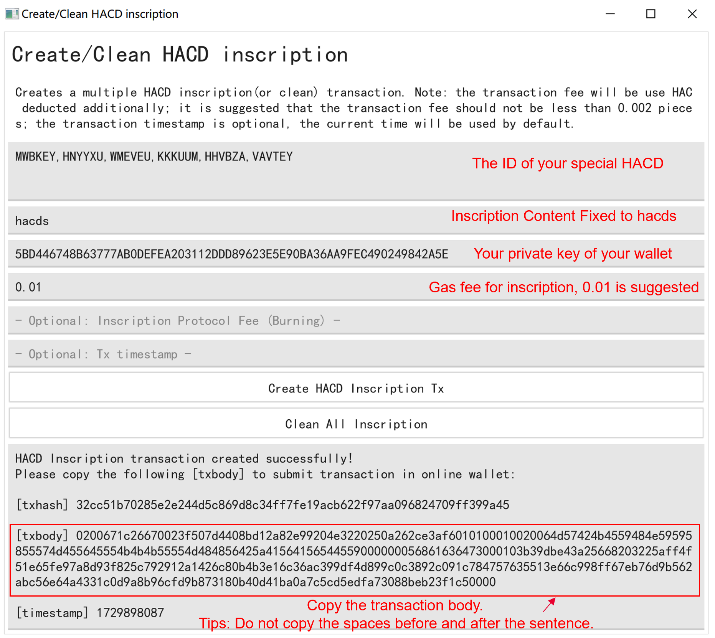 Create/Clean HACD inscription
Create/Clean HACD inscription
Creates a multiple HACD inscription(or clean) transaction. Note: the transaction fee will be use HAC
deducted additionally; it is suggested that the transaction fee should not be less than 0.002 piece
s; the transaction timestamp is optional, the current time will be used by default.
MWBKEY,HNYYXU,WMEVEU,KKKUUM,HHVBZA,VAVTEY
The ID of your special HACD
hacds
Inscription Content Fixed to hacds
5BD446748B63777AB0DEFEA203112DDD89623E5E90BA36AA9FEC490249842A5E
Your private key of your wallet
0.01
Gas fee for inscription, 0.01 is suggested
- Optional: Inscription Protocol Fee (Burning) -
- Optional: Tx timestamp -
Create HACD Inscription Tx
Clean All Inscription
HACD Inscription transaction created successfully!
Please copy the following [txbody] to submit transaction in online wallet:
[txhash] 32cc51b70285e2e244d5c869d8c34ff7fe19acb622f97aa096824709ff399a45
[txbody] 0200671c26670023f507d4408bd12a82e99204e3220250a262ce3af6010100010020064d57424b4559484e59595
855574d455645554b4b4b55554d484856425a415641565445590000000568616364730001​03b39dbe43a25668203225aff4f
51e65fe97a8d93f825c792912a1426c80b4b3e16c36ac399df4d899c0c3892c091c784757635513e66c998ff67eb76d9b562
abc56e64a4331c0d9a8b96cfd9b873180b40d41ba0a7c5cd5edfa73088beb23f1c50000
[timestamp] 1729898087
Copy the transaction body.
Tips: Do not copy the spaces before and after the sentence.